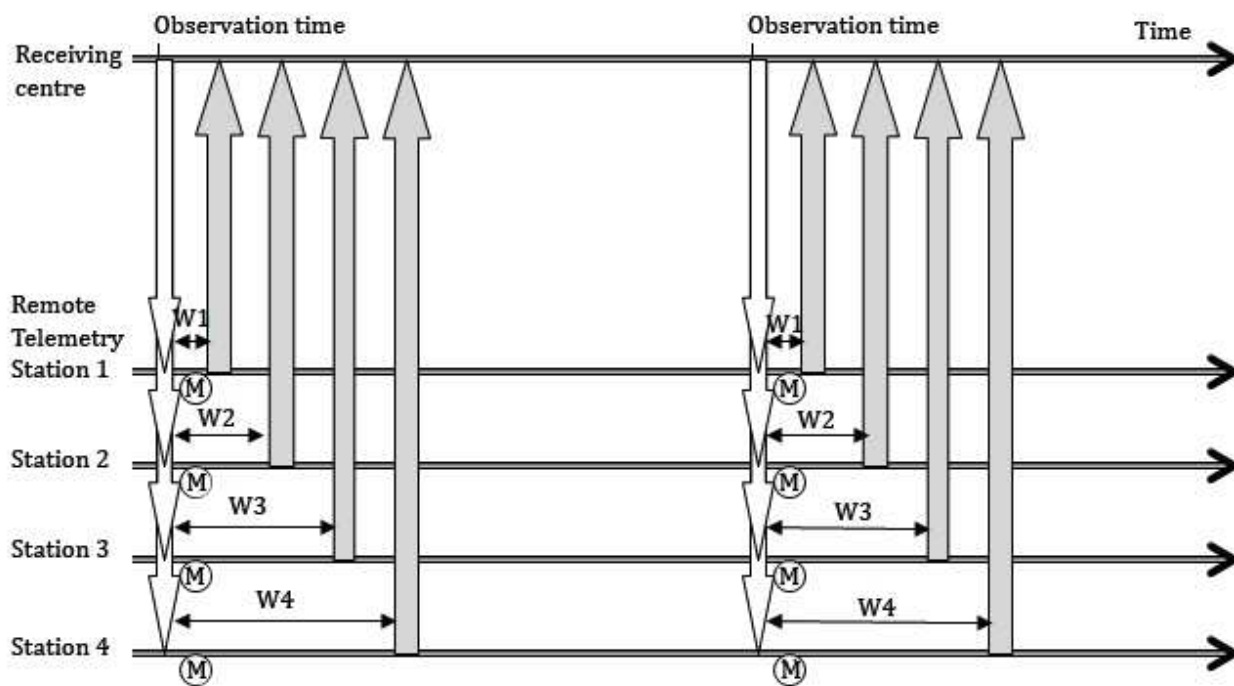 Observation time
Observation time
Time
Receiving
centre
Remote
Telemetry
Station 1
W1
W1
M
M
W2
W2
Station 2
M
M
W3
W3
Station 3
M
M
W4
W4
Station 4
M
M